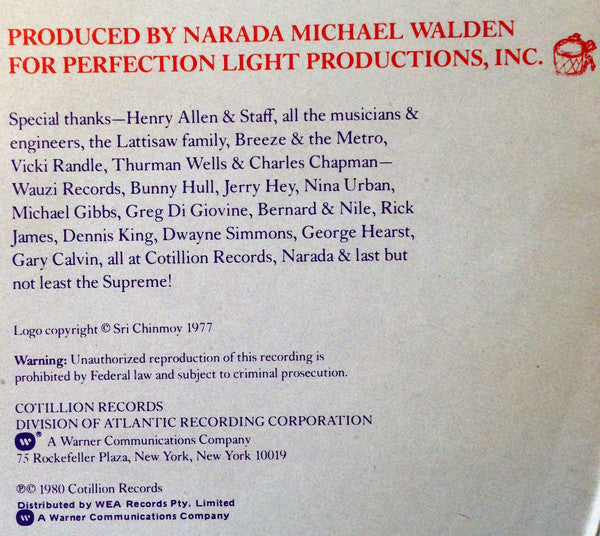 PRODUCED BY NARADA MICHAEL WALDEN
FOR PERFECTION LIGHT PRODUCTIONS, INC.
Special thanks—Henry Allen & Staff, all the musicians &
engineers, the Lattisaw family, Breeze & the Metro,
Vicki Randle, Thurman Wells & Charles Chapman—
Wauzi Records, Bunny Hull, Jerry Hey, Nina Urban,
Michael Gibbs, Greg Di Giovine, Bernard & Nile, Rick
James, Dennis King, Dwayne Simmons, George Hearst,
Gary Calvin, all at Cotillion Records, Narada & last but
not least the Supreme!
Logo copyright © Sri Chinmoy 1977
Warning: Unauthorized reproduction of this recording is
prohibited by Federal law and subject to criminal prosecution.
COTILLION RECORDS
DIVISION OF ATLANTIC RECORDING CORPORATION
® A Warner Communications Company
75 Rockefeller Plaza, New York, New York 10019
℗© 1980 Cotillion Records
Distributed by WEA Records Pty. Limited
A Warner Communications Company